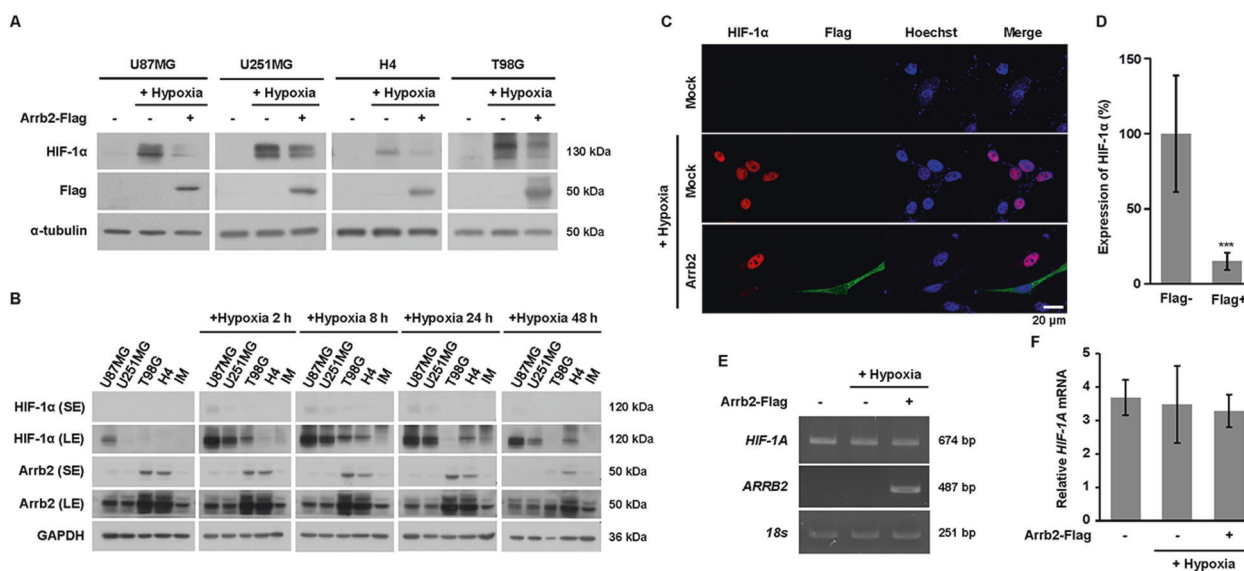 A
U87MG U251MG H4 T98G
+ Hypoxia + Hypoxia + Hypoxia + Hypoxia
Arrb2-Flag - - + - - + - - + - - +
HIF-1α 130 kDa
Flag 50 kDa
α-tubulin 50 kDa
B
+Hypoxia 2 h +Hypoxia 8 h +Hypoxia 24 h +Hypoxia 48 h
U87MG U251MG T98G H4 IM U87MG U251MG T98G H4 IM U87MG U251MG T98G H4 IM U87MG U251MG T98G H4 IM U87MG U251MG T98G H4 IM
HIF-1α (SE) 120 kDa
HIF-1α (LE) 120 kDa
Arrb2 (SE) 50 kDa
Arrb2 (LE) 50 kDa
GAPDH 36 kDa
C
HIF-1α Flag Hoechst Merge
Mock
+ Hypoxia
Mock
Arrb2
20 µm
D
Expression of HIF-1α (%)
150
100
50
0
***
Flag- Flag+
E
+ Hypoxia
Arrb2-Flag - - +
HIF-1A 674 bp
ARRB2 487 bp
18s 251 bp
F
Relative HIF-1A mRNA
5
4
3
2
1
0
Arrb2-Flag - - +
+ Hypoxia